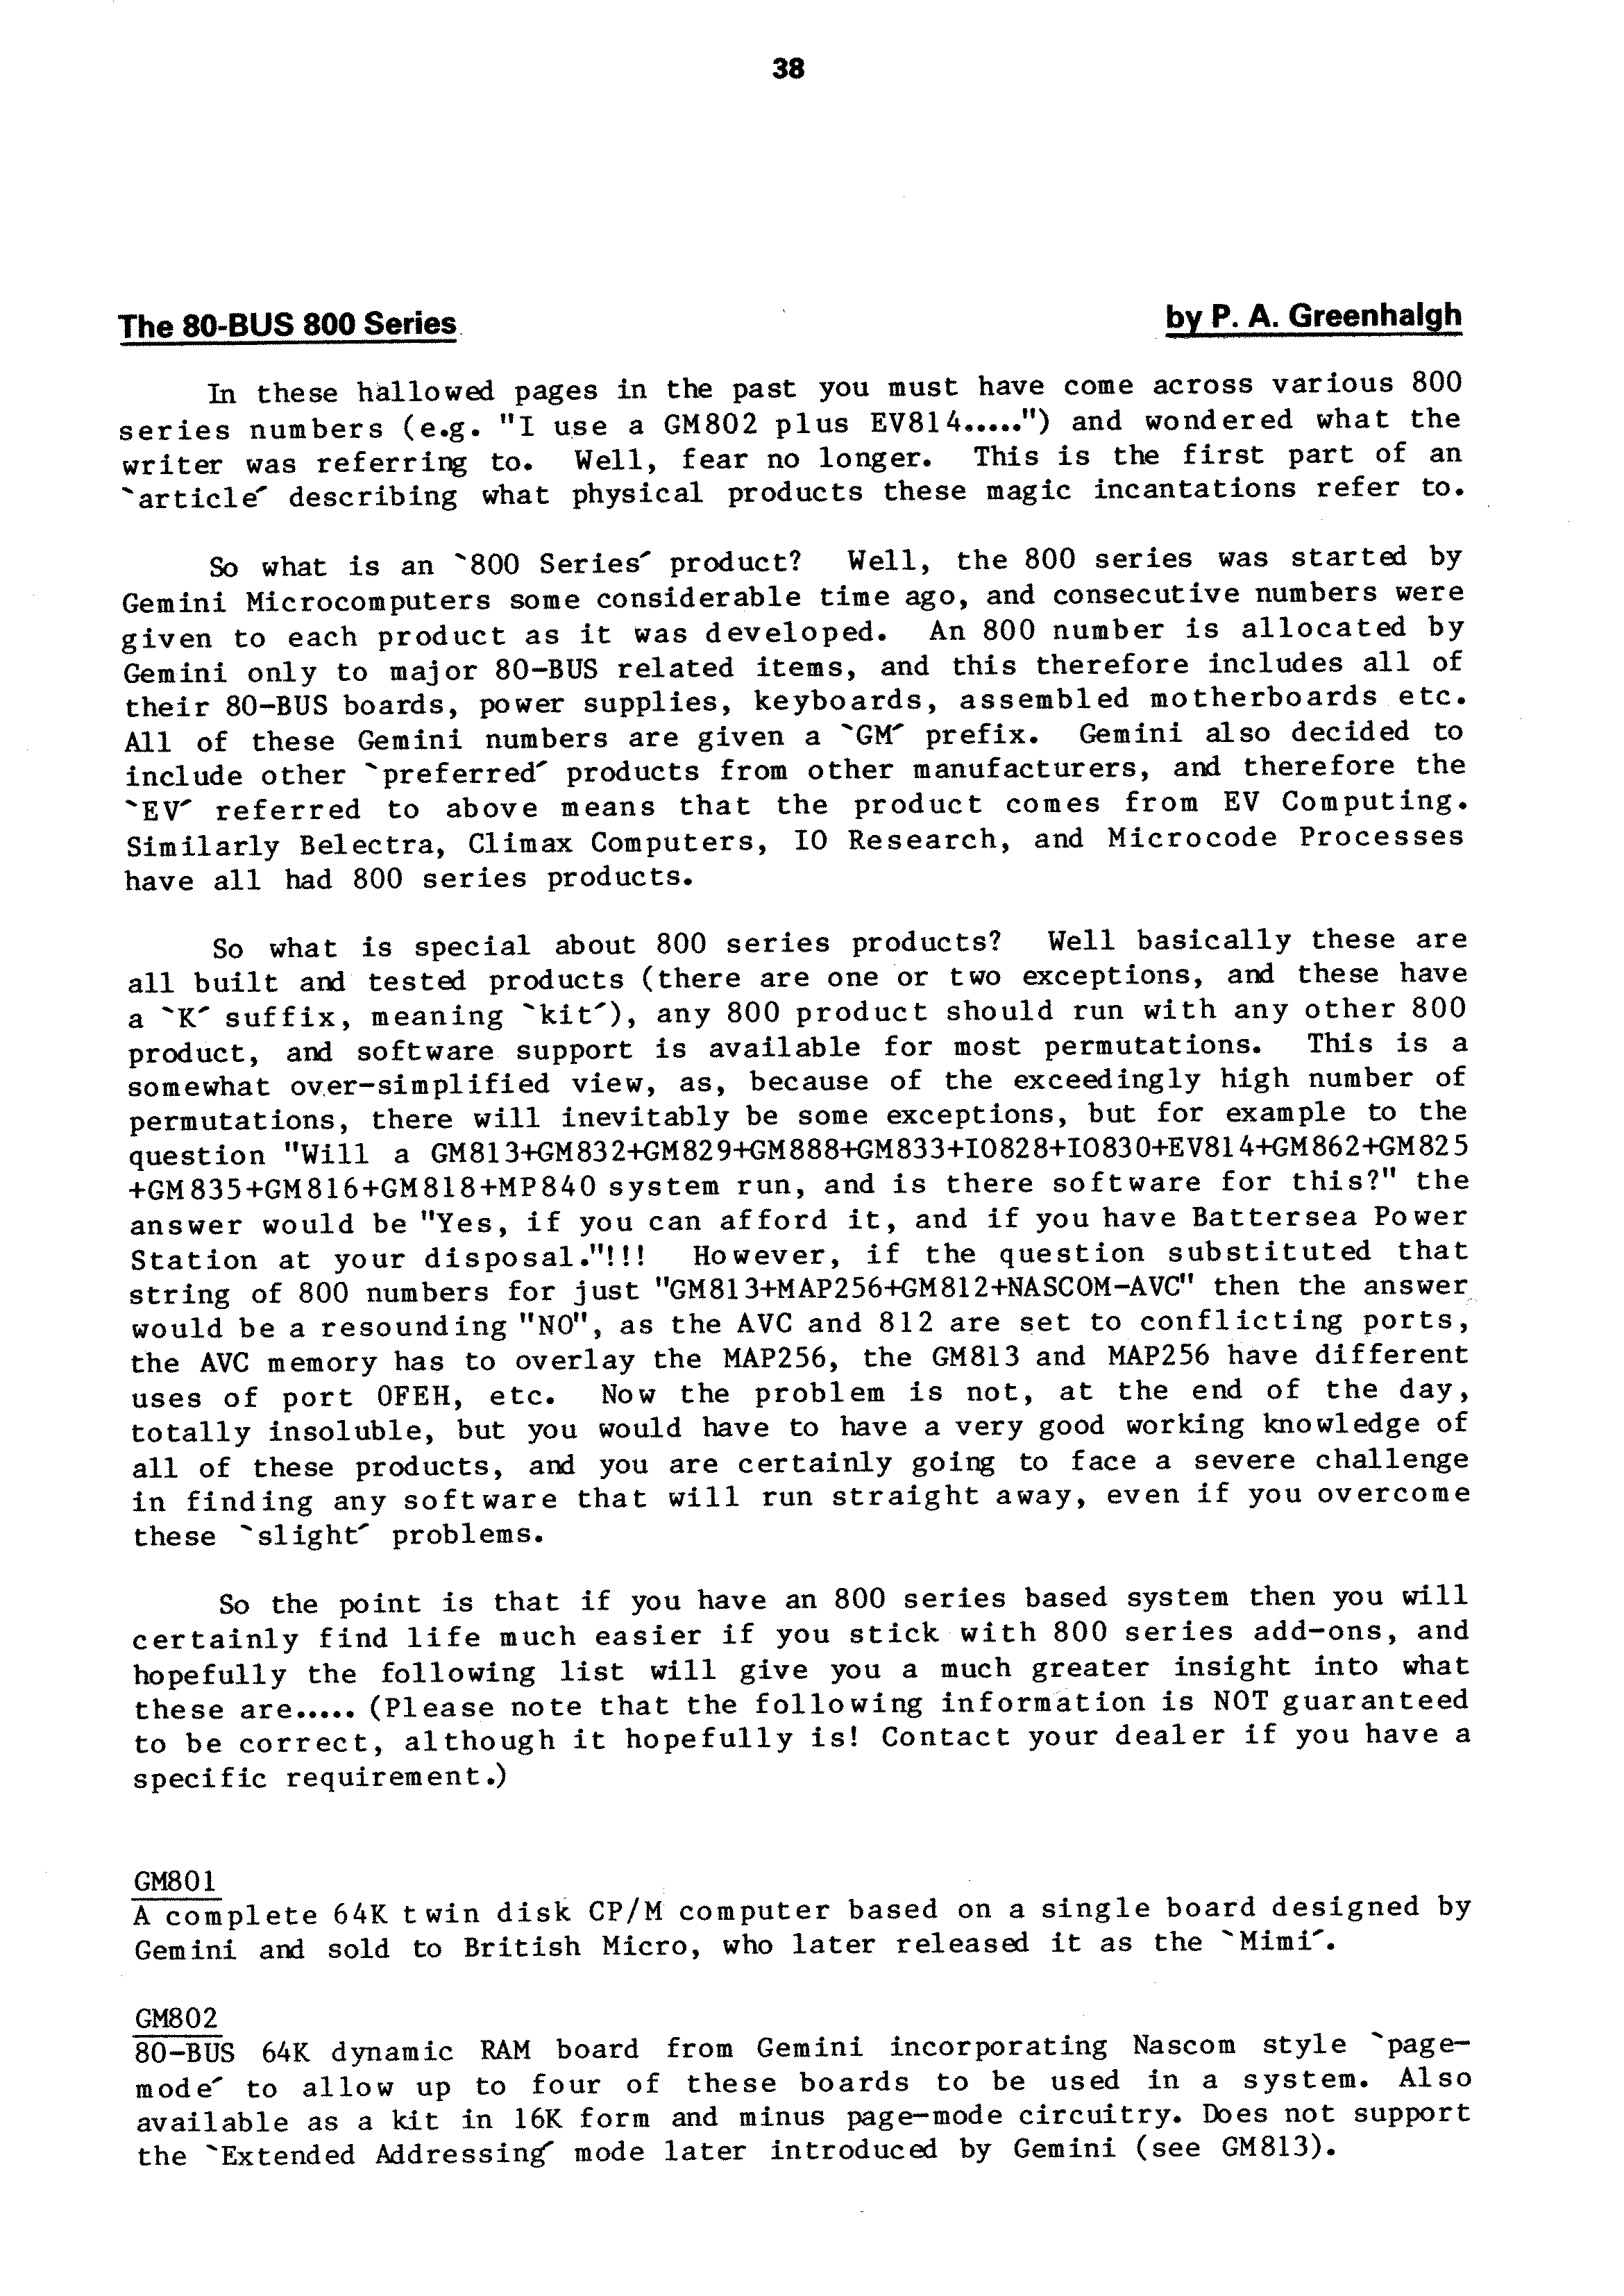 38
The 80-BUS 800 Series
by P. A. Greenhalgh
In these hallowed pages in the past you must have come across various 800
series numbers (e.g. "I use a GM802 plus EV814.....") and wondered what the
writer was referring to. Well, fear no longer. This is the first part of an
`article´ describing what physical products these magic incantations refer to.
So what is an `800 Series´ product? Well, the 800 series was started by
Gemini Microcomputers some considerable time ago, and consecutive numbers were
given to each product as it was developed. An 800 number is allocated by
Gemini only to major 80-BUS related items, and this therefore includes all of
their 80-BUS boards, power supplies, keyboards, assembled motherboards etc.
All of these Gemini numbers are given a `GM´ prefix. Gemini also decided to
include other `preferred´ products from other manufacturers, and therefore the
`EV´ referred to above means that the product comes from EV Computing.
Similarly Belectra, Climax Computers, IO Research, and Microcode Processes
have all had 800 series products.
So what is special about 800 series products? Well basically these are
all built and tested products (there are one or two exceptions, and these have
a `K´ suffix, meaning `kit´), any 800 product should run with any other 800
product, and software support is available for most permutations. This is a
somewhat over-simplified view, as, because of the exceedingly high number of
permutations, there will inevitably be some exceptions, but for example to the
question "Will a GM813+GM832+GM829+GM888+GM833+IO828+IO830+EV814+GM862+GM825
+GM835+GM816+GM818+MP840 system run, and is there software for this?" the
answer would be "Yes, if you can afford it, and if you have Battersea Power
Station at your disposal."!!! However, if the question substituted that
string of 800 numbers for just "GM813+MAP256+GM812+NASCOM-AVC" then the answer
would be a resounding "NO", as the AVC and 812 are set to conflicting ports,
the AVC memory has to overlay the MAP256, the GM813 and MAP256 have different
uses of port OFEH, etc. Now the problem is not, at the end of the day,
totally insoluble, but you would have to have a very good working knowledge of
all of these products, and you are certainly going to face a severe challenge
in finding any software that will run straight away, even if you overcome
these `slight´ problems.
So the point is that if you have an 800 series based system then you will
certainly find life much easier if you stick with 800 series add-ons, and
hopefully the following list will give you a much greater insight into what
these are..... (Please note that the following information is NOT guaranteed
to be correct, although it hopefully is! Contact your dealer if you have a
specific requirement.)
GM801
A complete 64K twin disk CP/M computer based on a single board designed by
Gemini and sold to British Micro, who later released it as the `Mimi´.
GM802
80-BUS 64K dynamic RAM board from Gemini incorporating Nascom style `page-
mode´ to allow up to four of these boards to be used in a system. Also
available as a kit in 16K form and minus page-mode circuitry. Does not support
the `Extended Addressing´ mode later introduced by Gemini (see GM813).